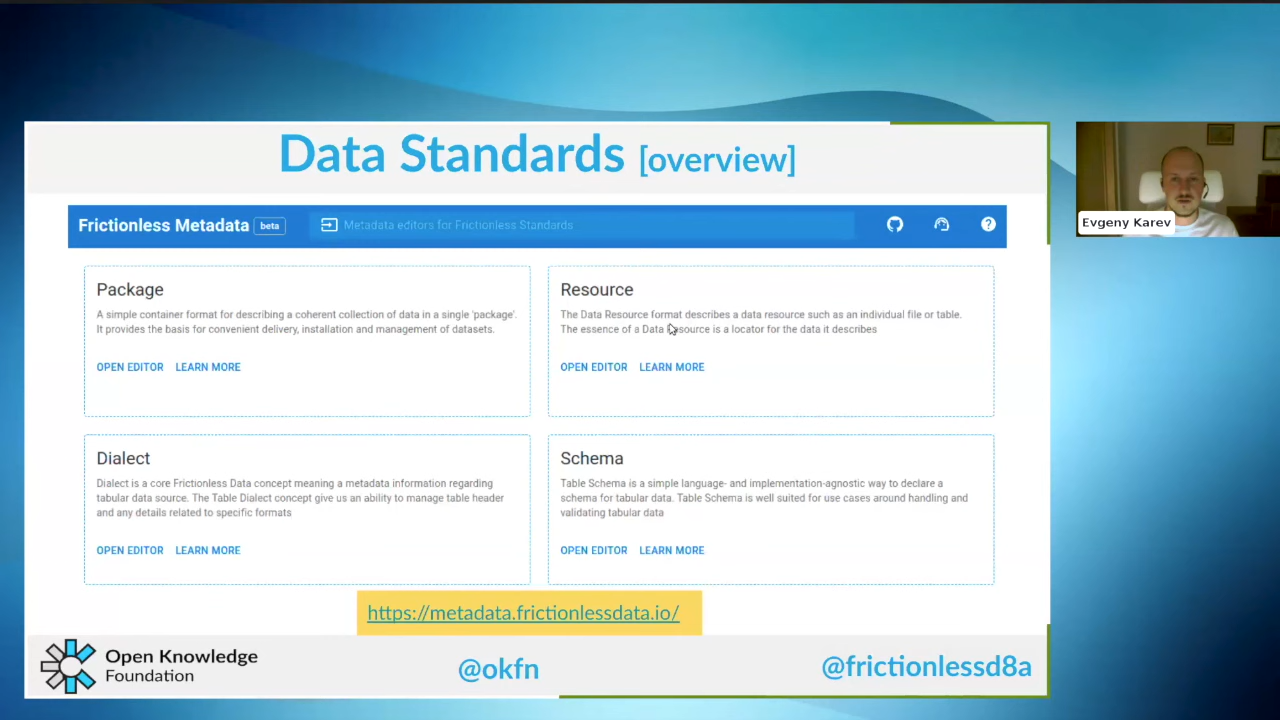 Data Standards [overview]
Frictionless Metadata beta Metadata editors for Frictionless Standards
Package
A simple container format for describing a coherent collection of data in a single 'package'.
It provides the basis for convenient delivery, installation and management of datasets.
OPEN EDITOR LEARN MORE
Resource
The Data Resource format describes a data resource such as an individual file or table.
The essence of a Data Resource is a locator for the data it describes
OPEN EDITOR LEARN MORE
Dialect
Dialect is a core Frictionless Data concept meaning a metadata information regarding
tabular data source. The Table Dialect concept give us an ability to manage table header
and any details related to specific formats
OPEN EDITOR LEARN MORE
Schema
Table Schema is a simple language- and implementation-agnostic way to declare a
schema for tabular data. Table Schema is well suited for use cases around handling and
validating tabular data
OPEN EDITOR LEARN MORE
https://metadata.frictionlessdata.io/
Open Knowledge
Foundation
@okfn
@frictionlessd8a
Evgeny Karev